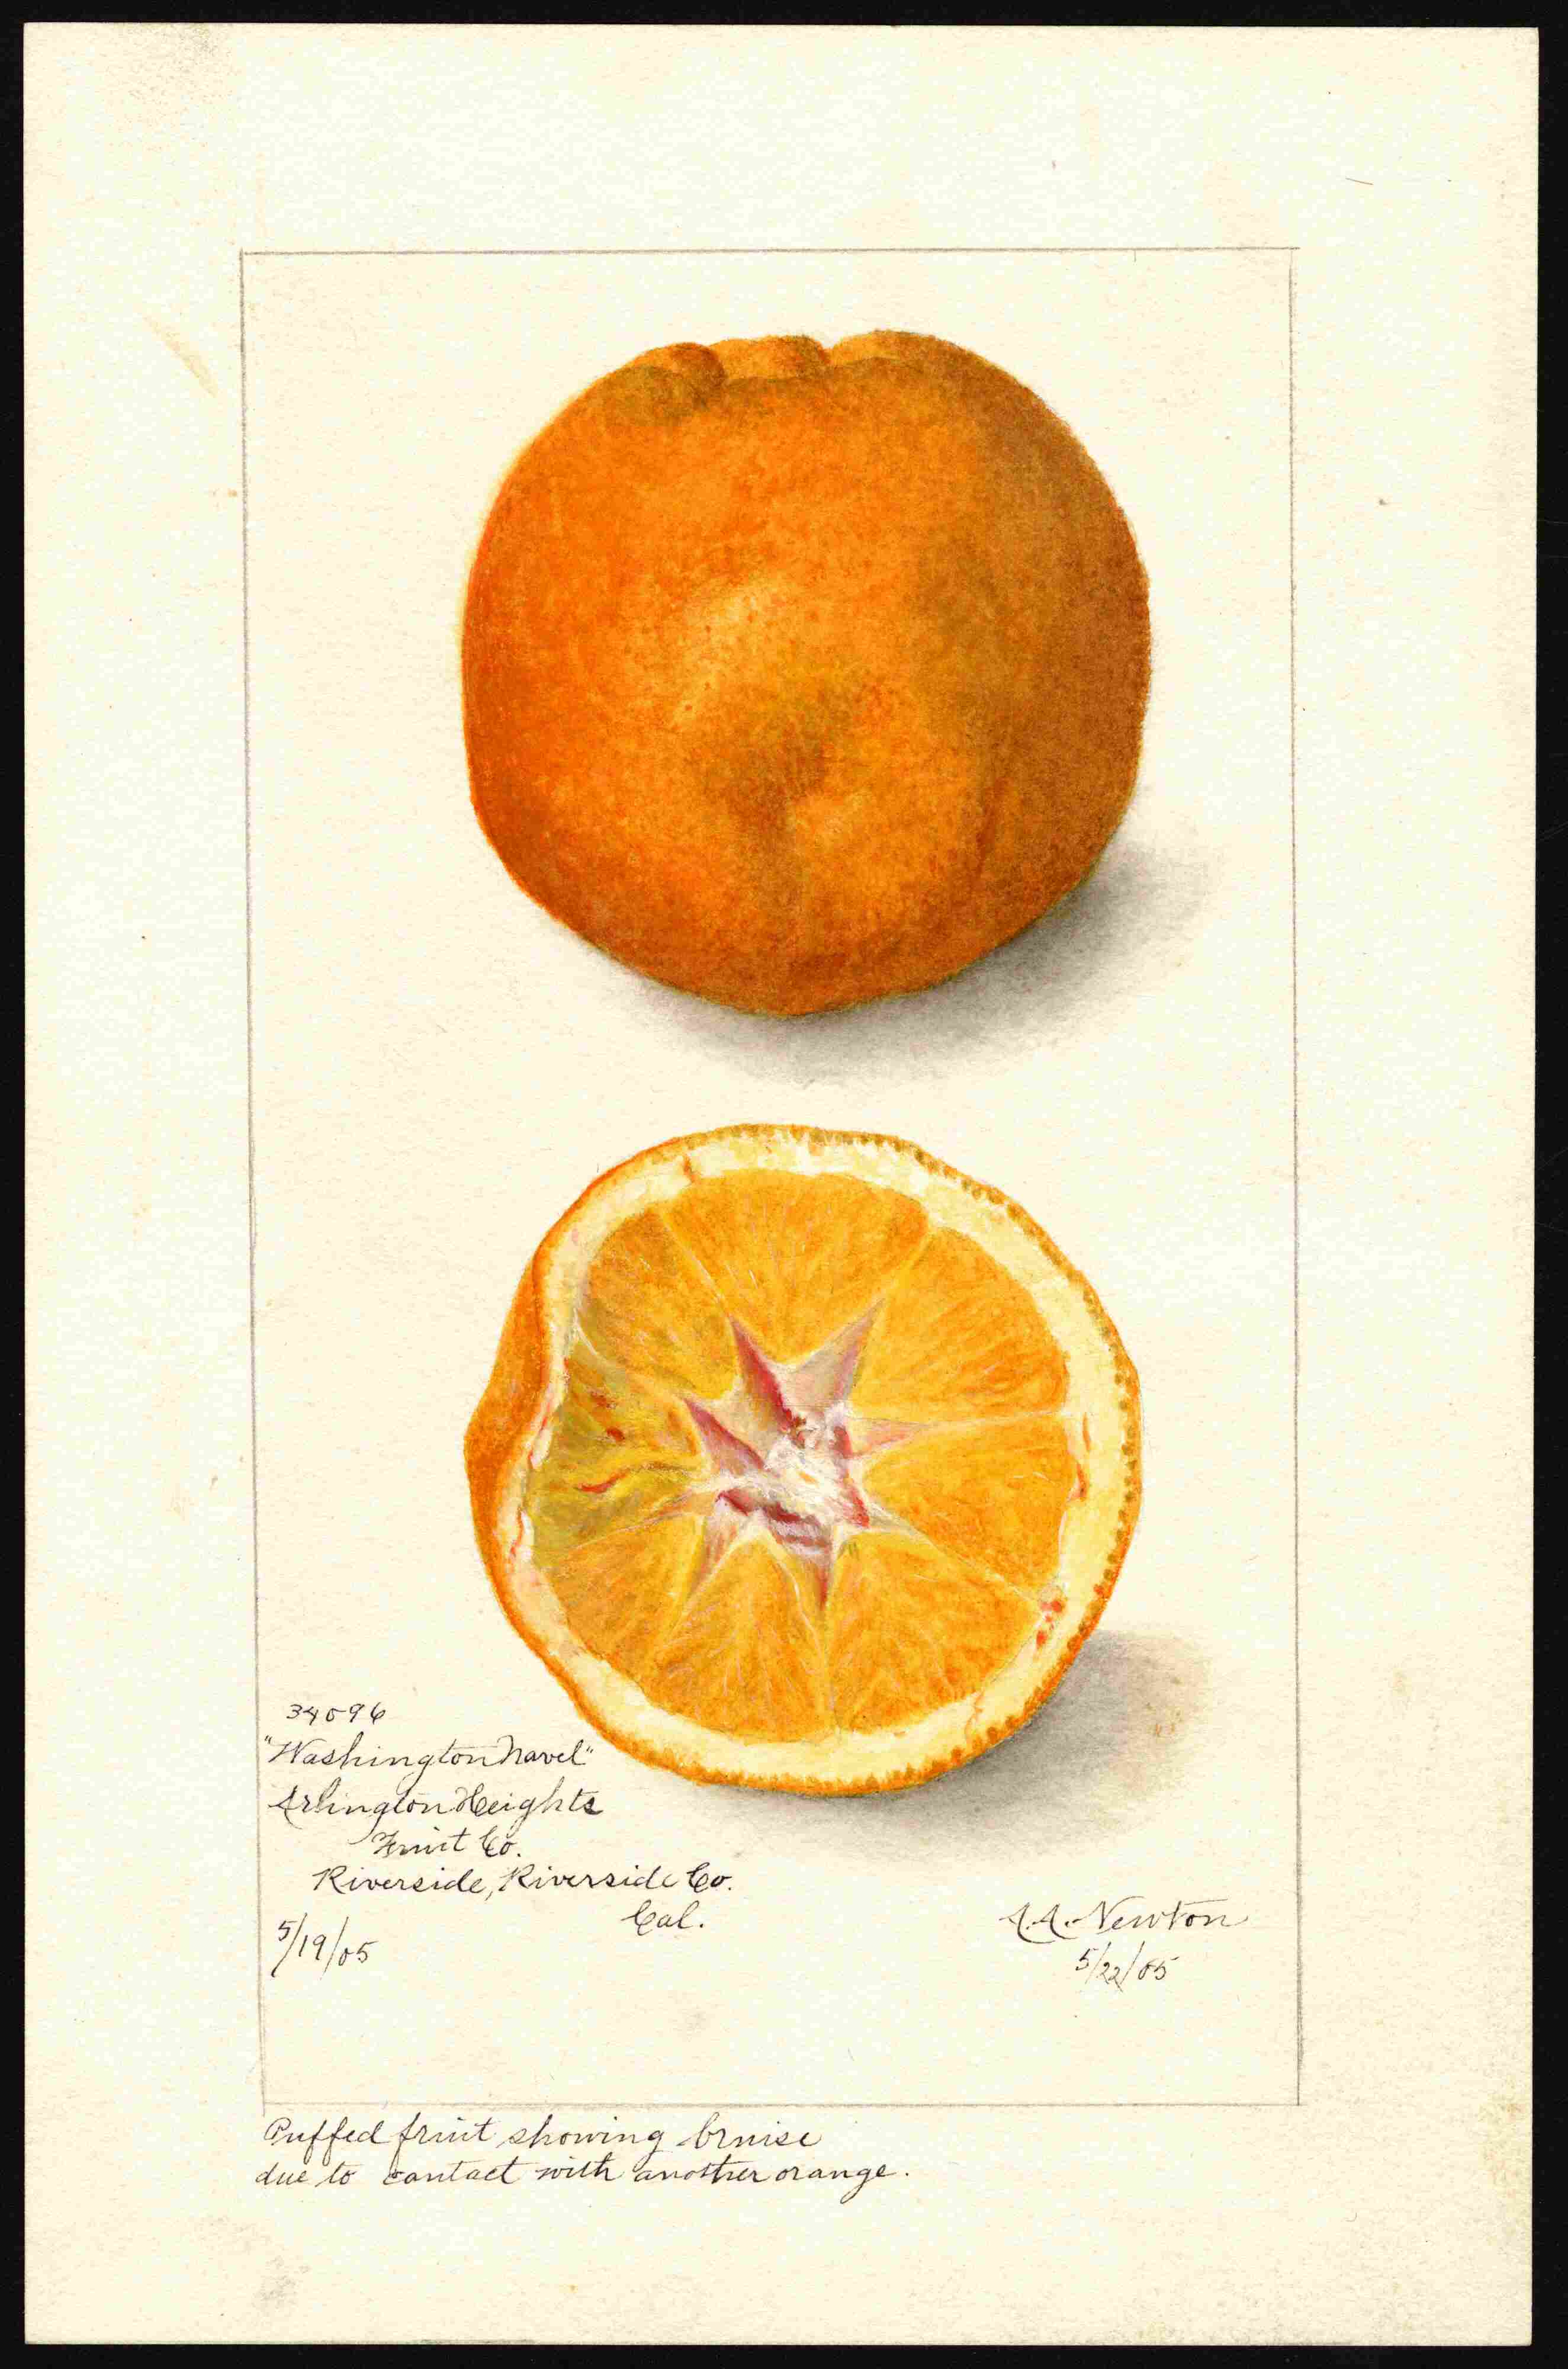 34096
"Washington Navel"
Arlington Heights
Fruit Co.
Riverside, Riverside Co.
Cal.
5/19/05
A.A. Newton
5/22/05
Puffed fruit showing bruise
due to contact with another orange.